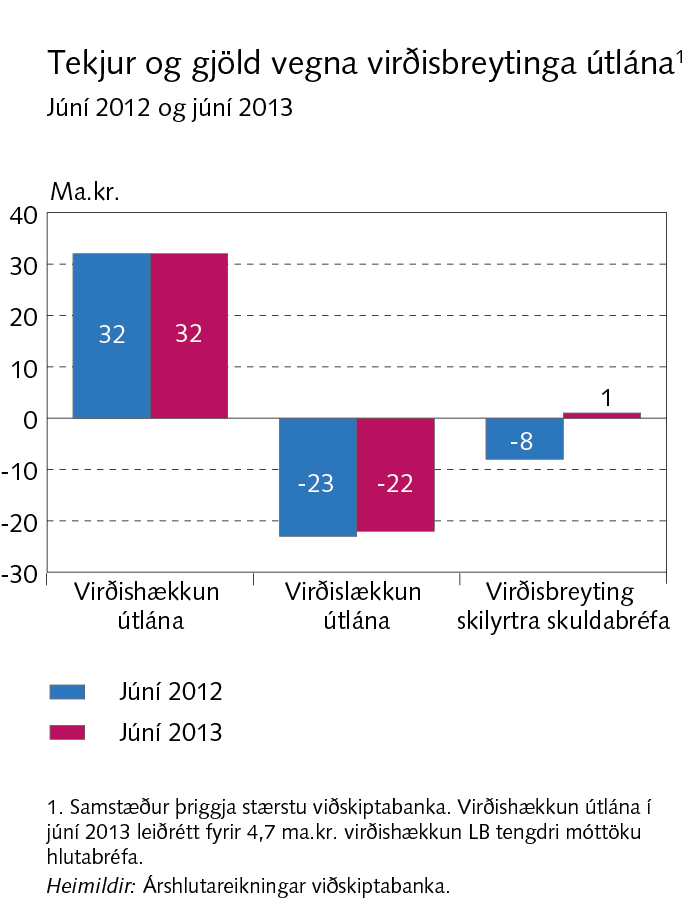 Tekjur og gjöld vegna virðisbreytinga útlána¹
Júní 2012 og júní 2013
Ma.kr.
40
30
20
10
0
-10
-20
-30
32
32
-23
-22
-8
1
Virðishækkun
útlána
Virðislækkun
útlána
Virðisbreyting
skilyrtra skuldabréfa
Júní 2012
Júní 2013
1. Samstæður þriggja stærstu viðskiptabanka. Virðishækkun útlána í
júní 2013 leiðrétt fyrir 4,7 ma.kr. virðishækkun LB tengdri móttöku
hlutabréfa.
Heimildir: Árshlutareikningar viðskiptabanka.